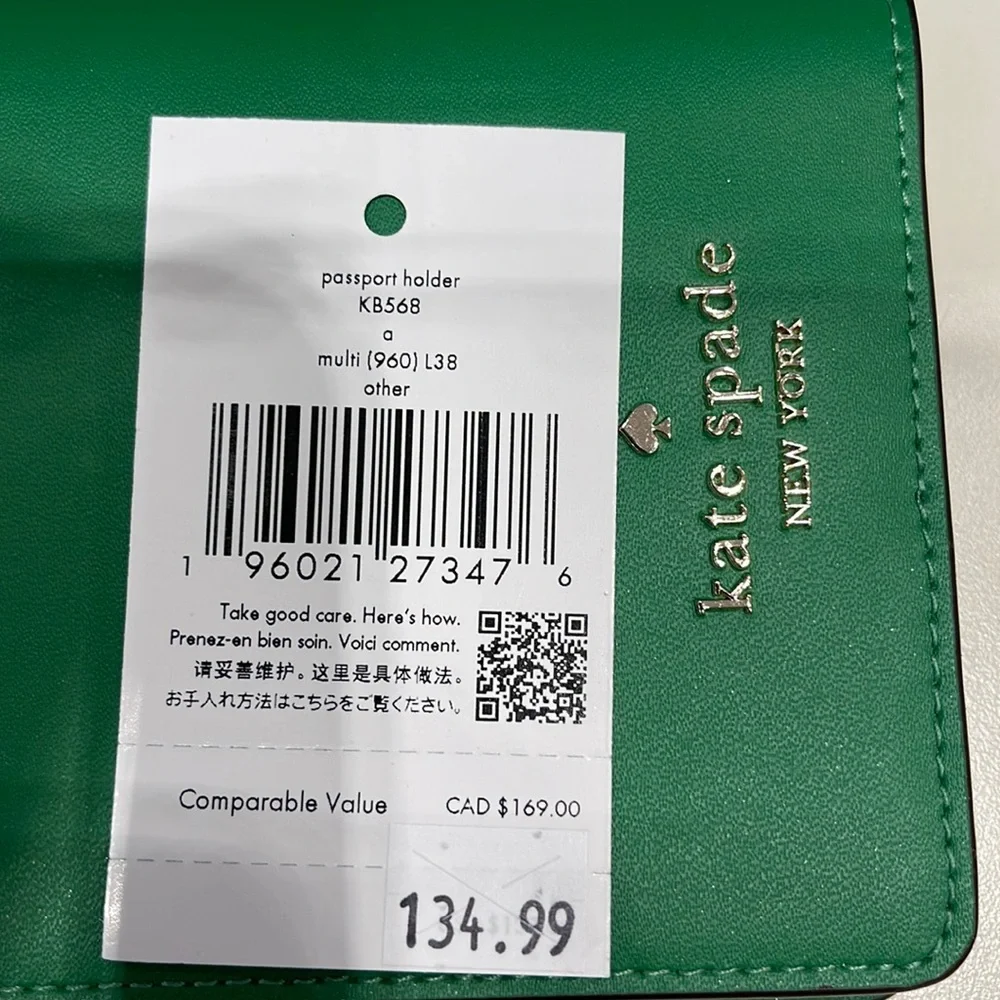 passport holder
KB568
a
multi (960) L38
other
1 96021 27347 6
Take good care. Here's how.
Prenez-en bien soin. Voici comment.
请妥善维护。这里是具体做法。
お手入れ方法はこちらをご覧ください。
Comparable Value CAD $169.00
134.99
kate spade
NEW YORK